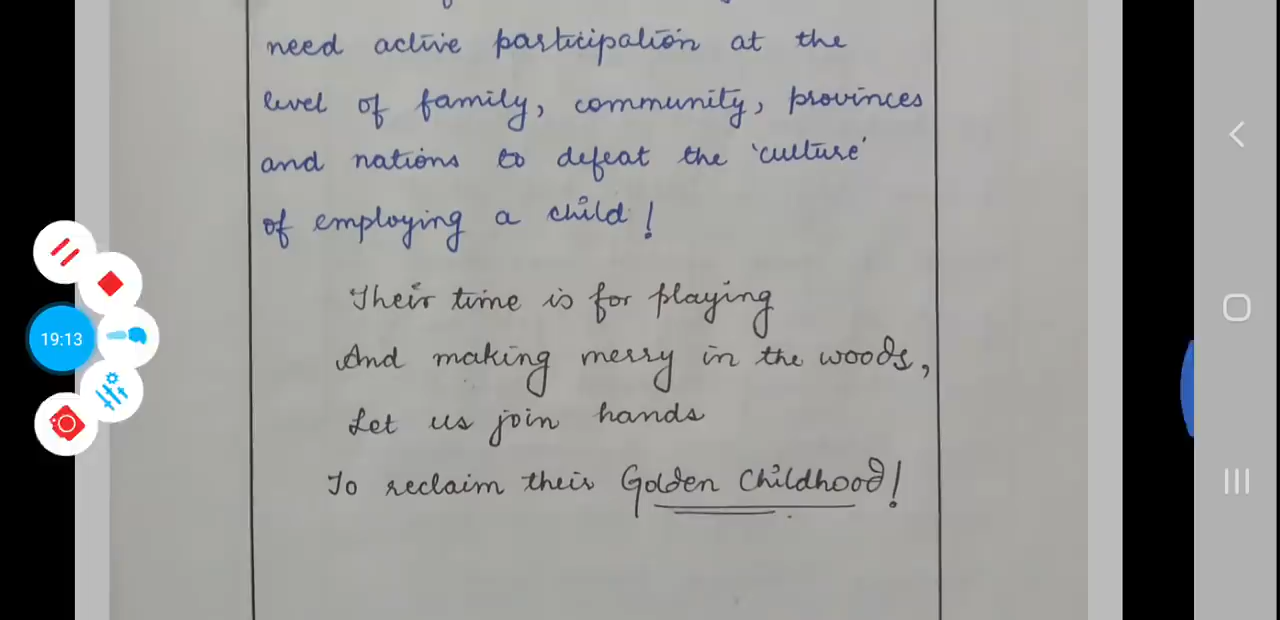 need active participation at the
level of family, community, provinces
and nations to defeat the 'culture'
of employing a child!
Their time is for playing
And making merry in the woods,
Let us join hands
To reclaim their Golden Childhood!
19:13